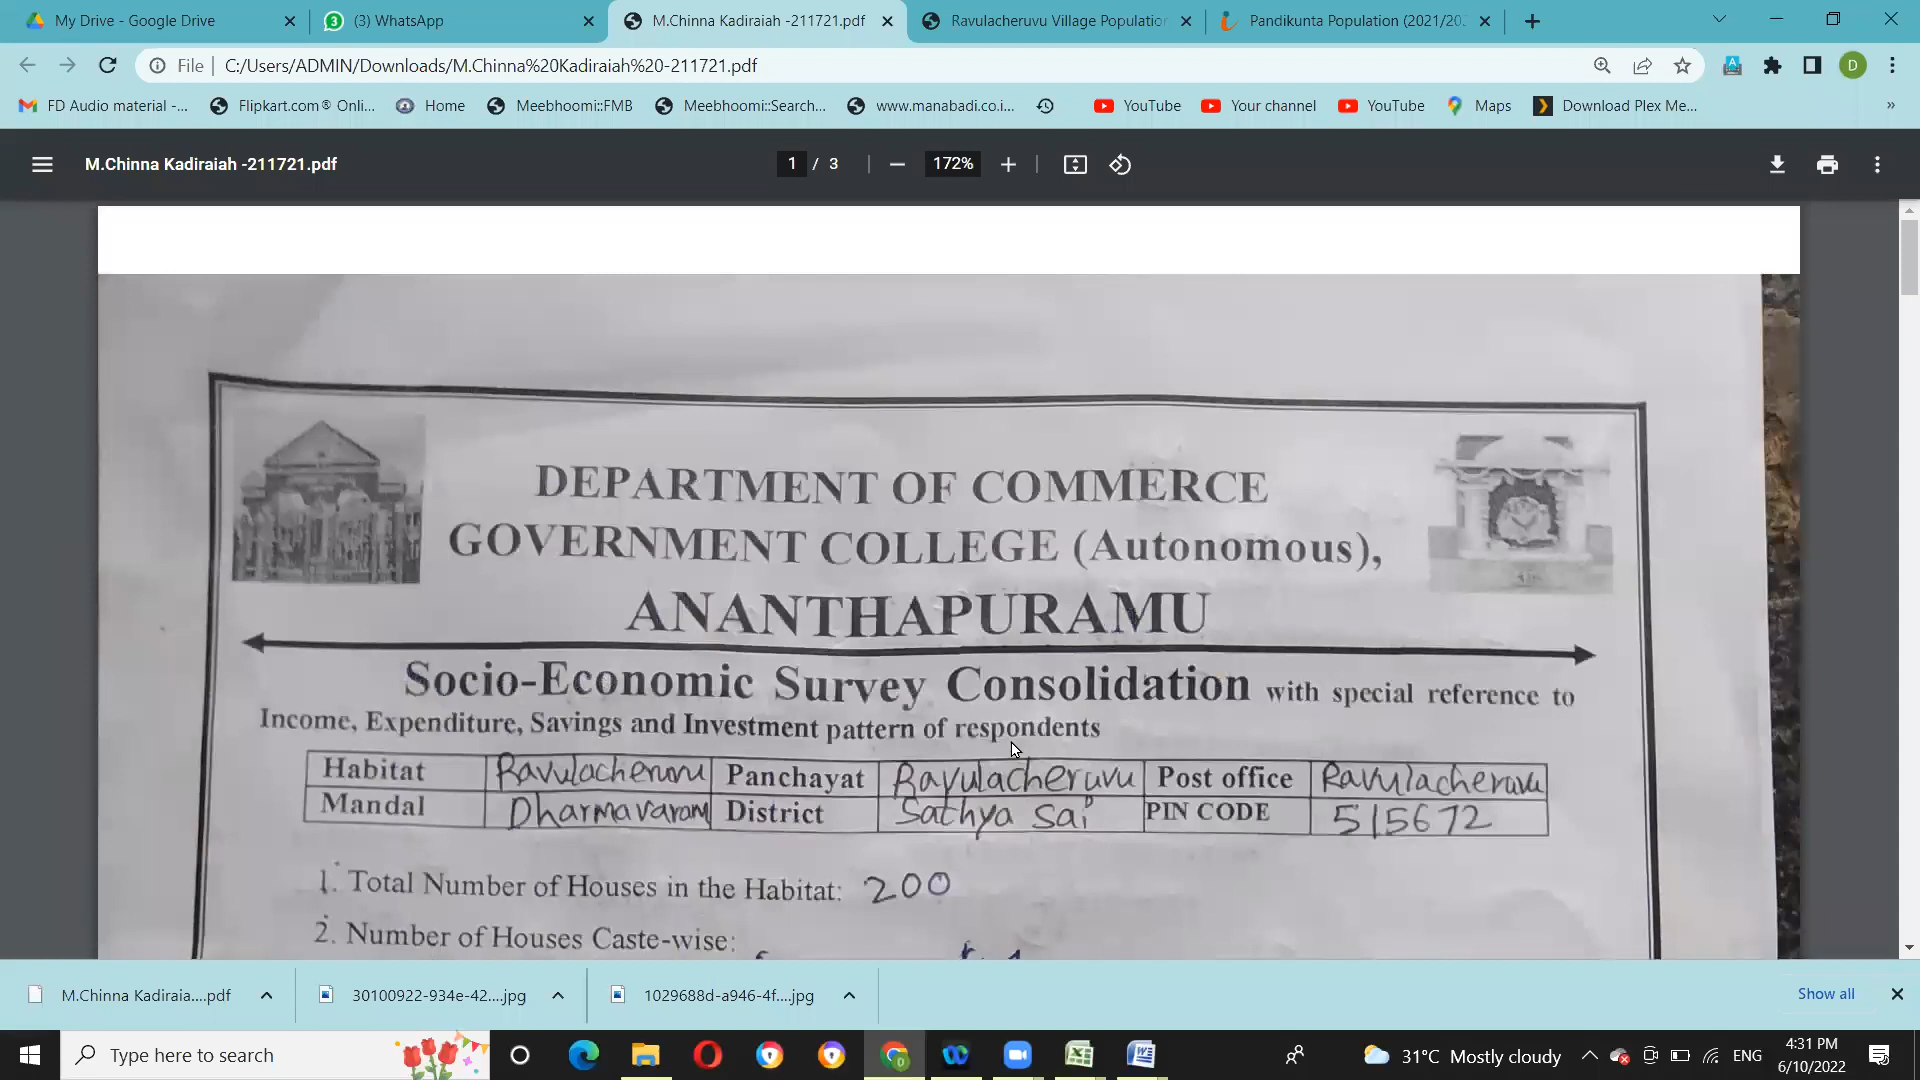 My Drive - Google Drive
(3) WhatsApp
M.Chinna Kadiraiah -211721.pdf
Ravulacheruvu Village Population
Pandikunta Population (2021/20
File
C:/Users/ADMIN/Downloads/M.Chinna%20Kadiraiah%20-211721.pdf
D
FD Audio material -...
Flipkart.com® Onli...
Home
Meebhoomi::FMB
Meebhoomi::Search...
www.manabadi.co.i...
YouTube
Your channel
YouTube
Maps
Download Plex Me...
»
M.Chinna Kadiraiah -211721.pdf
1 / 3
172%
DEPARTMENT OF COMMERCE
GOVERNMENT COLLEGE (Autonomous),
ANANTHAPURAMU
Socio-Economic Survey Consolidation with special reference to
Income, Expenditure, Savings and Investment pattern of respondents
Habitat Ravulacheruvu Panchayat Ravulacheruvu Post office Ravulacheruvu
Mandal Dharmavaram District Sathya Sai PIN CODE 515672
1. Total Number of Houses in the Habitat: 200
2. Number of Houses Caste-wise:
M.Chinna Kadiraia....pdf
30100922-934e-42....jpg
1029688d-a946-4f....jpg
Show all
Type here to search
31°C Mostly cloudy
ENG
4:31 PM
6/10/2022